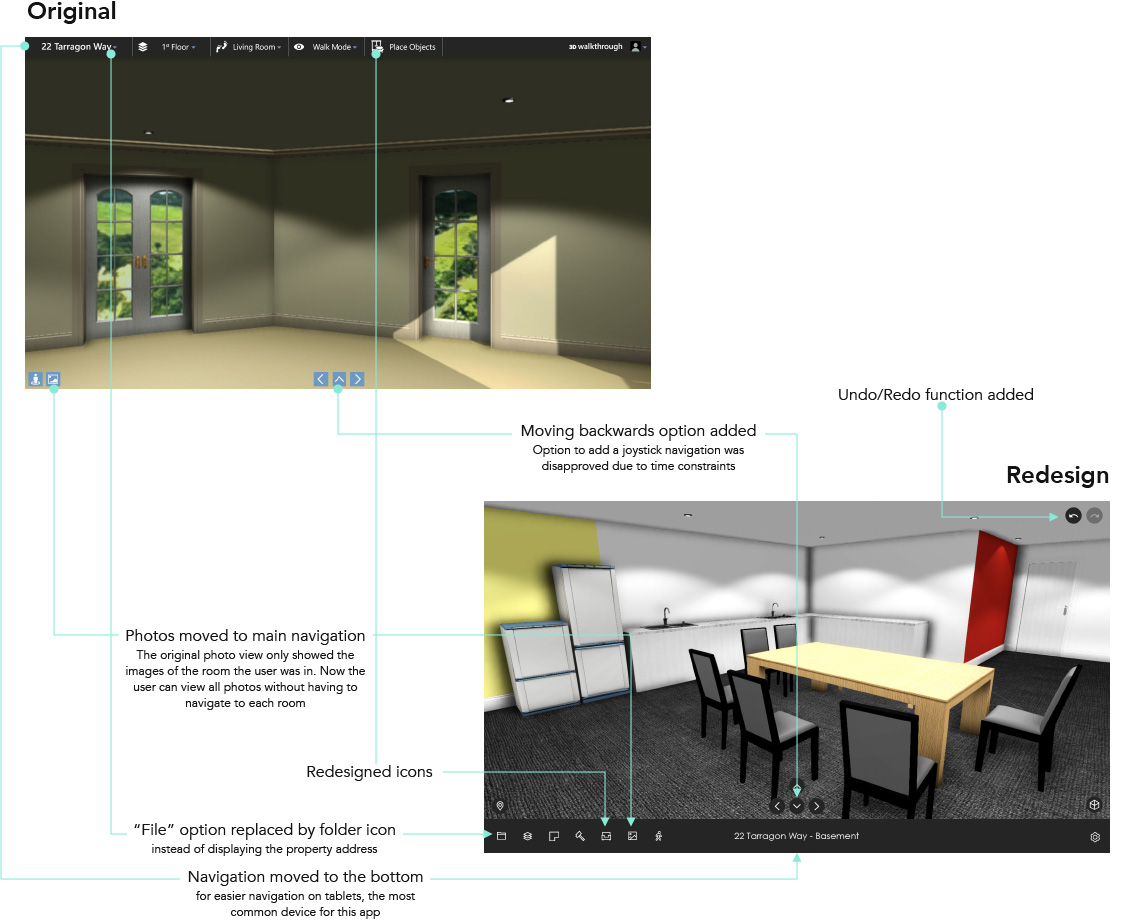 Original
22 Tarragon Way
1st Floor
Living Room
Walk Mode
Place Objects
3D walkthrough
Undo/Redo function added
Moving backwards option added
Option to add a joystick navigation was
disapproved due to time constraints
Redesign
Photos moved to main navigation
The original photo view only showed the
images of the room the user was in. Now the
user can view all photos without having to
navigate to each room
Redesigned icons
“File” option replaced by folder icon
instead of displaying the property address
22 Tarragon Way - Basement
Navigation moved to the bottom
for easier navigation on tablets, the most
common device for this app